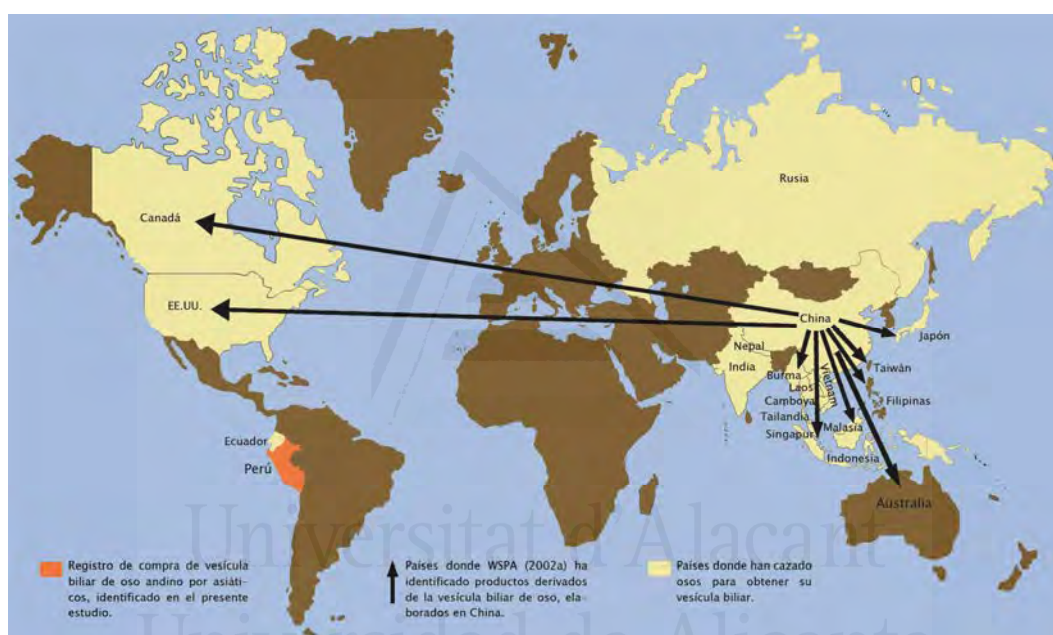 Rusia
Canadá
EE.UU.
China
Japón
Nepal
India
Taiwán
Burma
Laos
Vietnam
Camboya
Filipinas
Tailandia
Malasia
Singapur
Indonesia
Ecuador
Perú
Australia
Universitat d'Alacant
Registro de compra de vesícula
biliar de oso andino por asiáti-
cos, identificado en el presente
estudio.
Países donde WSPA (2002a) ha
identificado productos derivados
de la vesícula biliar de oso, ela-
borados en China.
Países donde han cazado
osos para obtener su
vesícula biliar.
Universidad de Alicante